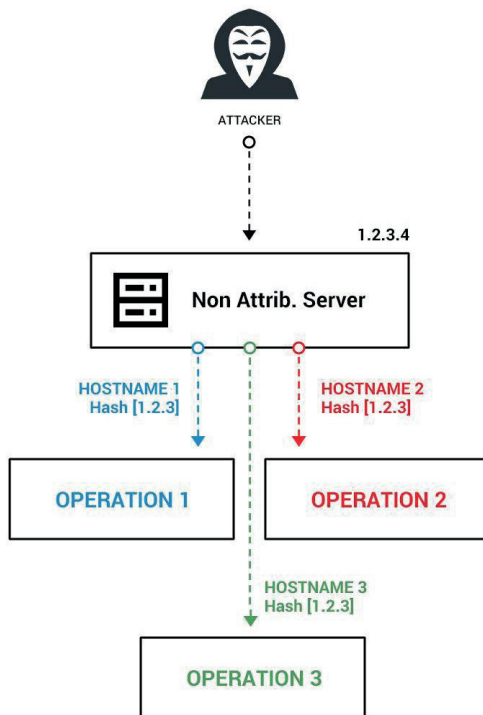 ATTACKER
1.2.3.4
Non Attrib. Server
HOSTNAME 1
Hash [1.2.3]
HOSTNAME 2
Hash [1.2.3]
OPERATION 1
OPERATION 2
HOSTNAME 3
Hash [1.2.3]
OPERATION 3